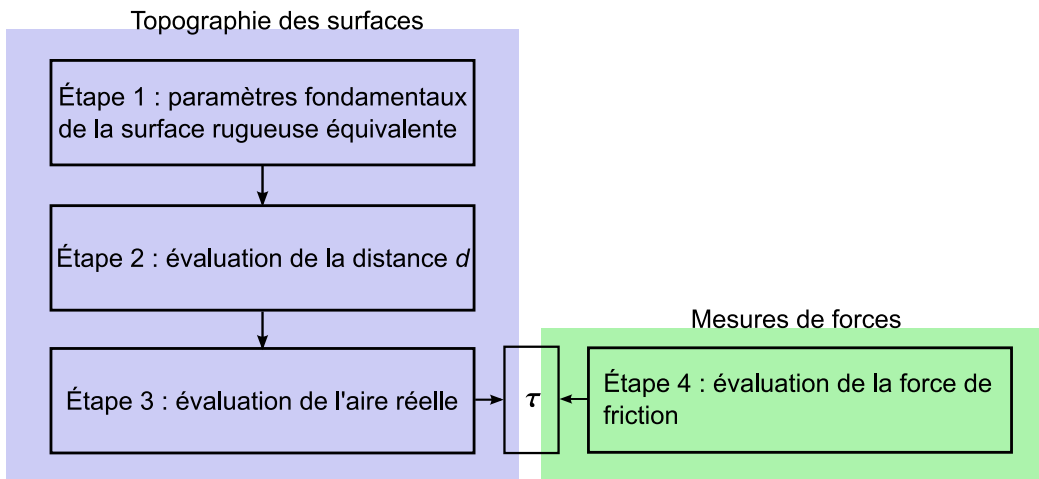 Topographie des surfaces
Étape 1 : paramètres fondamentaux
de la surface rugueuse équivalente
Étape 2 : évaluation de la distance d
Étape 3 : évaluation de l'aire réelle
τ
Mesures de forces
Étape 4 : évaluation de la force de
friction